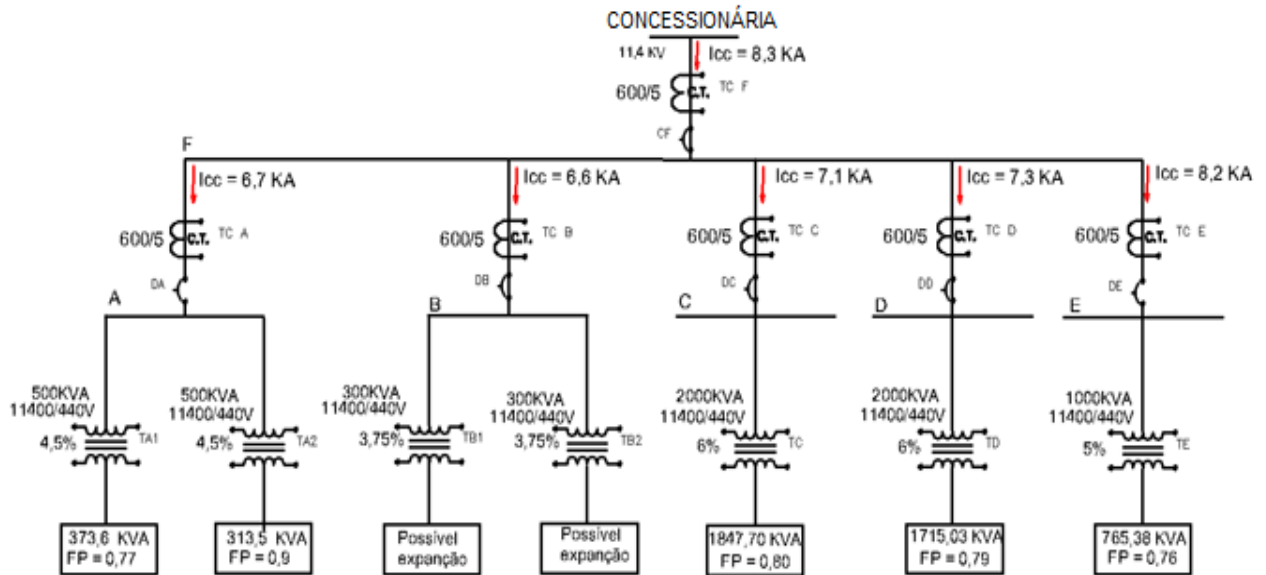 CONCESSIONÁRIA
11,4 KV
Icc = 8,3 KA
600/5
C.T.
TC F
CF
F
Icc = 6,7 KA
Icc = 6,6 KA
Icc = 7,1 KA
Icc = 7,3 KA
Icc = 8,2 KA
600/5
C.T.
TC A
600/5
C.T.
TC B
600/5
C.T.
TC C
600/5
C.T.
TC D
600/5
C.T.
TC E
DA
DB
DC
DD
DE
A
B
C
D
E
500KVA
11400/440V
4,5%
TA1
500KVA
11400/440V
4,5%
TA2
300KVA
11400/440V
3,75%
TB1
300KVA
11400/440V
3,75%
TB2
2000KVA
11400/440V
6%
TC
2000KVA
11400/440V
6%
TD
1000KVA
11400/440V
5%
TE
373,6 KVA
FP = 0,77
313,5 KVA
FP = 0,9
Possível
expanção
Possível
expanção
1847,70 KVA
FP = 0,80
1715,03 KVA
FP = 0,79
765,38 KVA
FP = 0,76